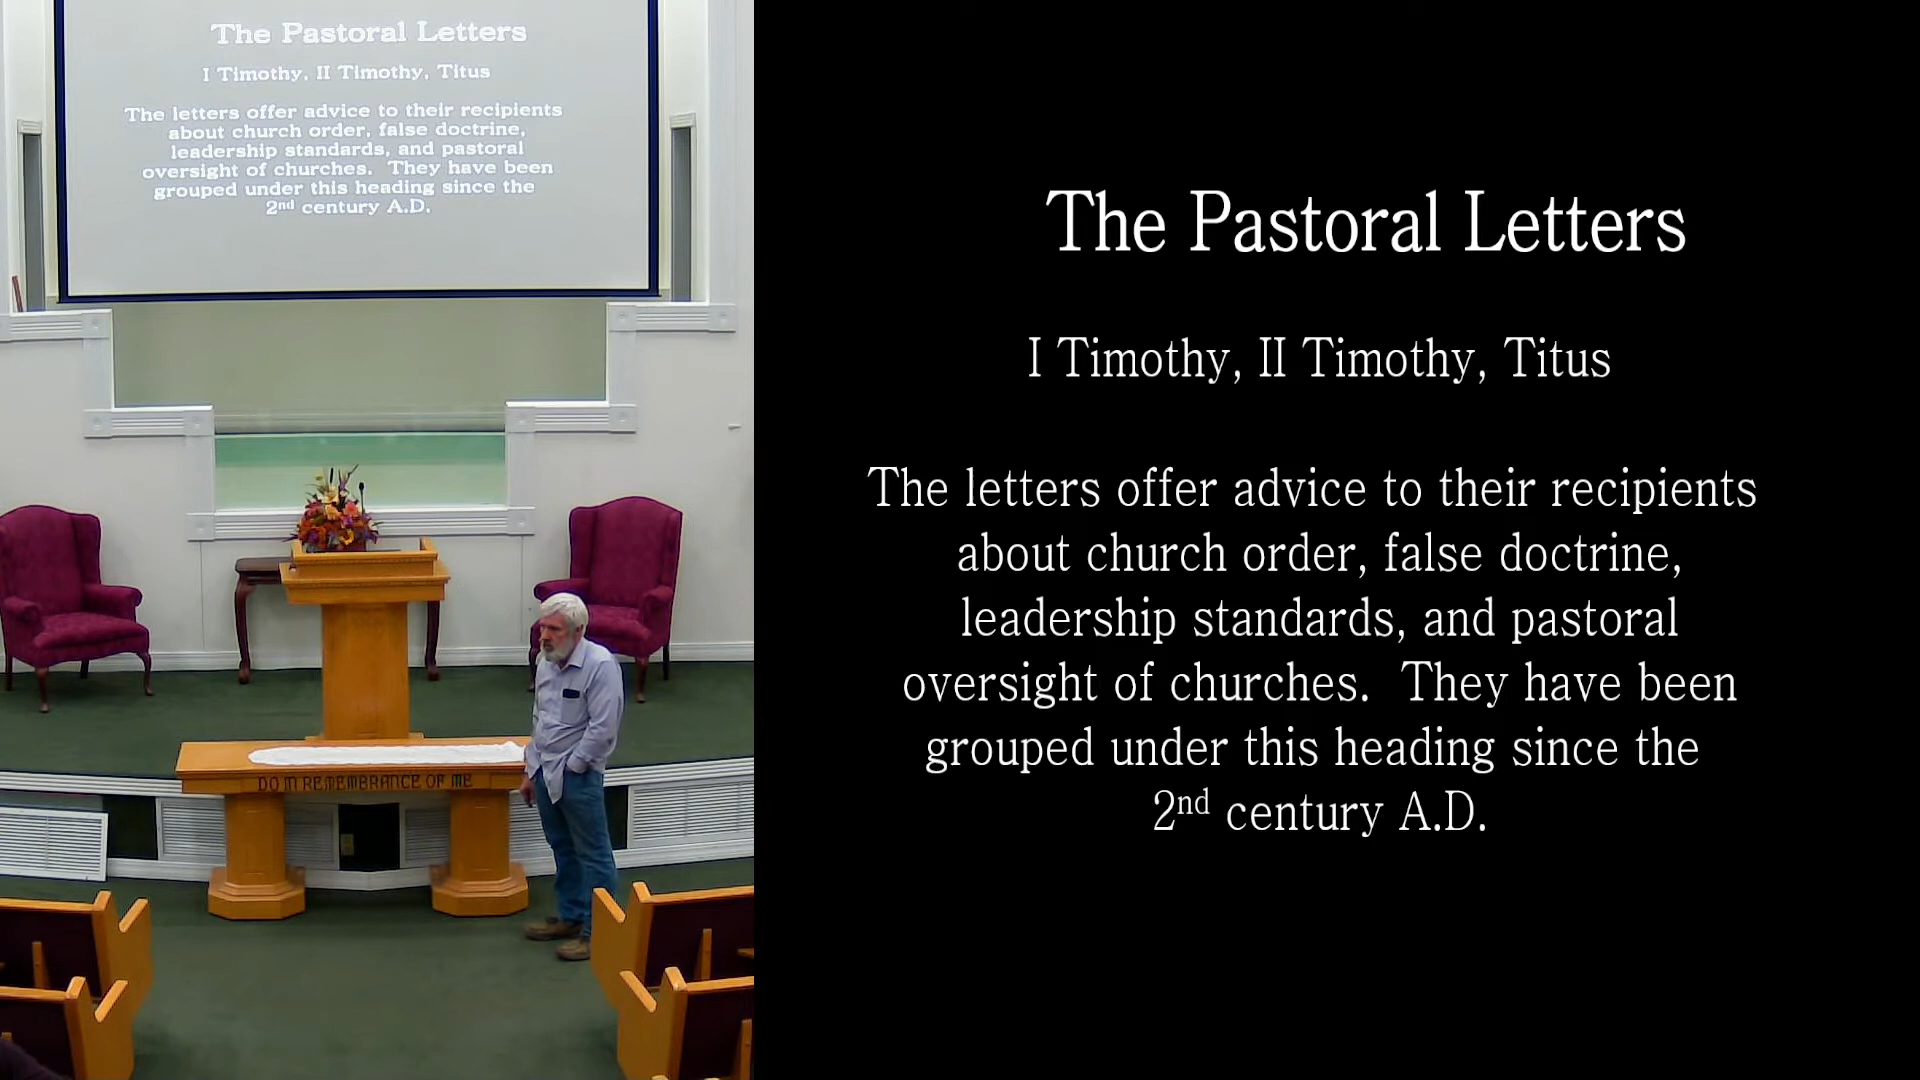 The Pastoral Letters
I Timothy, II Timothy, Titus
The letters offer advice to their recipients
about church order, false doctrine,
leadership standards, and pastoral
oversight of churches. They have been
grouped under this heading since the
2nd century A.D.
DO IN REMEMBRANCE OF ME
The Pastoral Letters
I Timothy, II Timothy, Titus
The letters offer advice to their recipients
about church order, false doctrine,
leadership standards, and pastoral
oversight of churches. They have been
grouped under this heading since the
2nd century A.D.